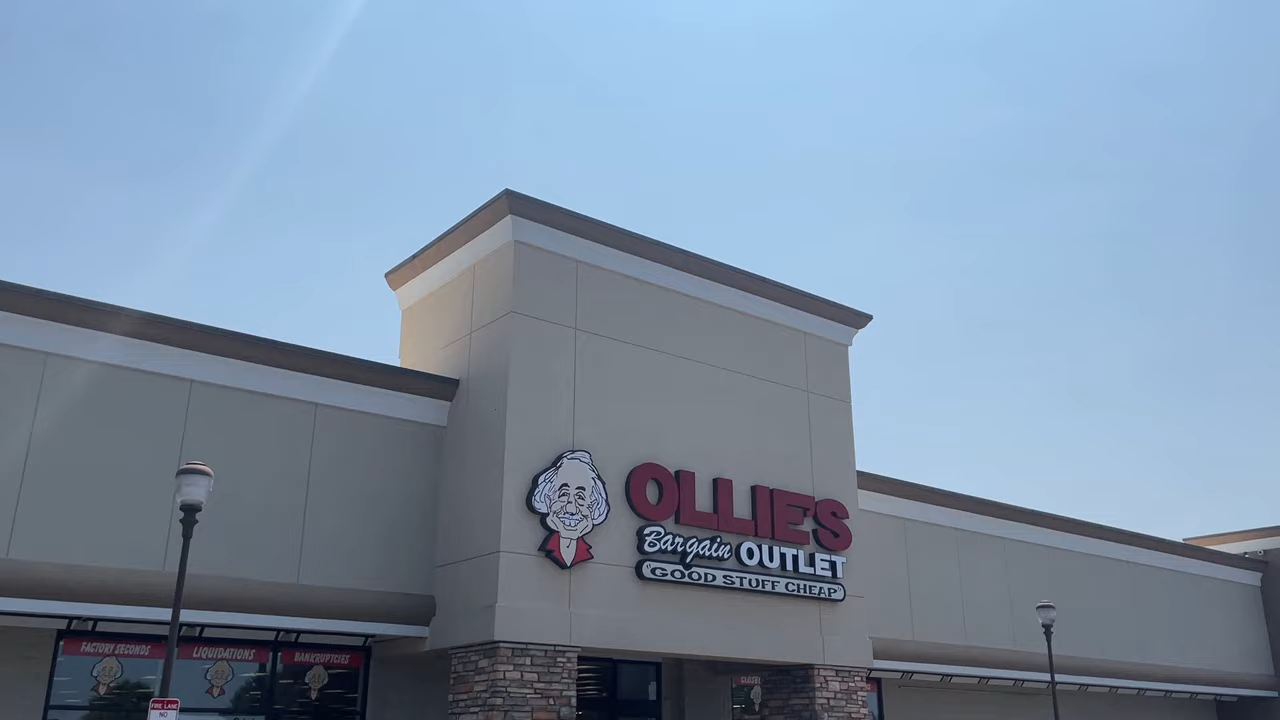 OLLIE'S
Bargain OUTLET
"GOOD STUFF CHEAP"
FACTORY SECONDS
LIQUIDATIONS
BANKRUPTCIES
FIRE LANE
NO